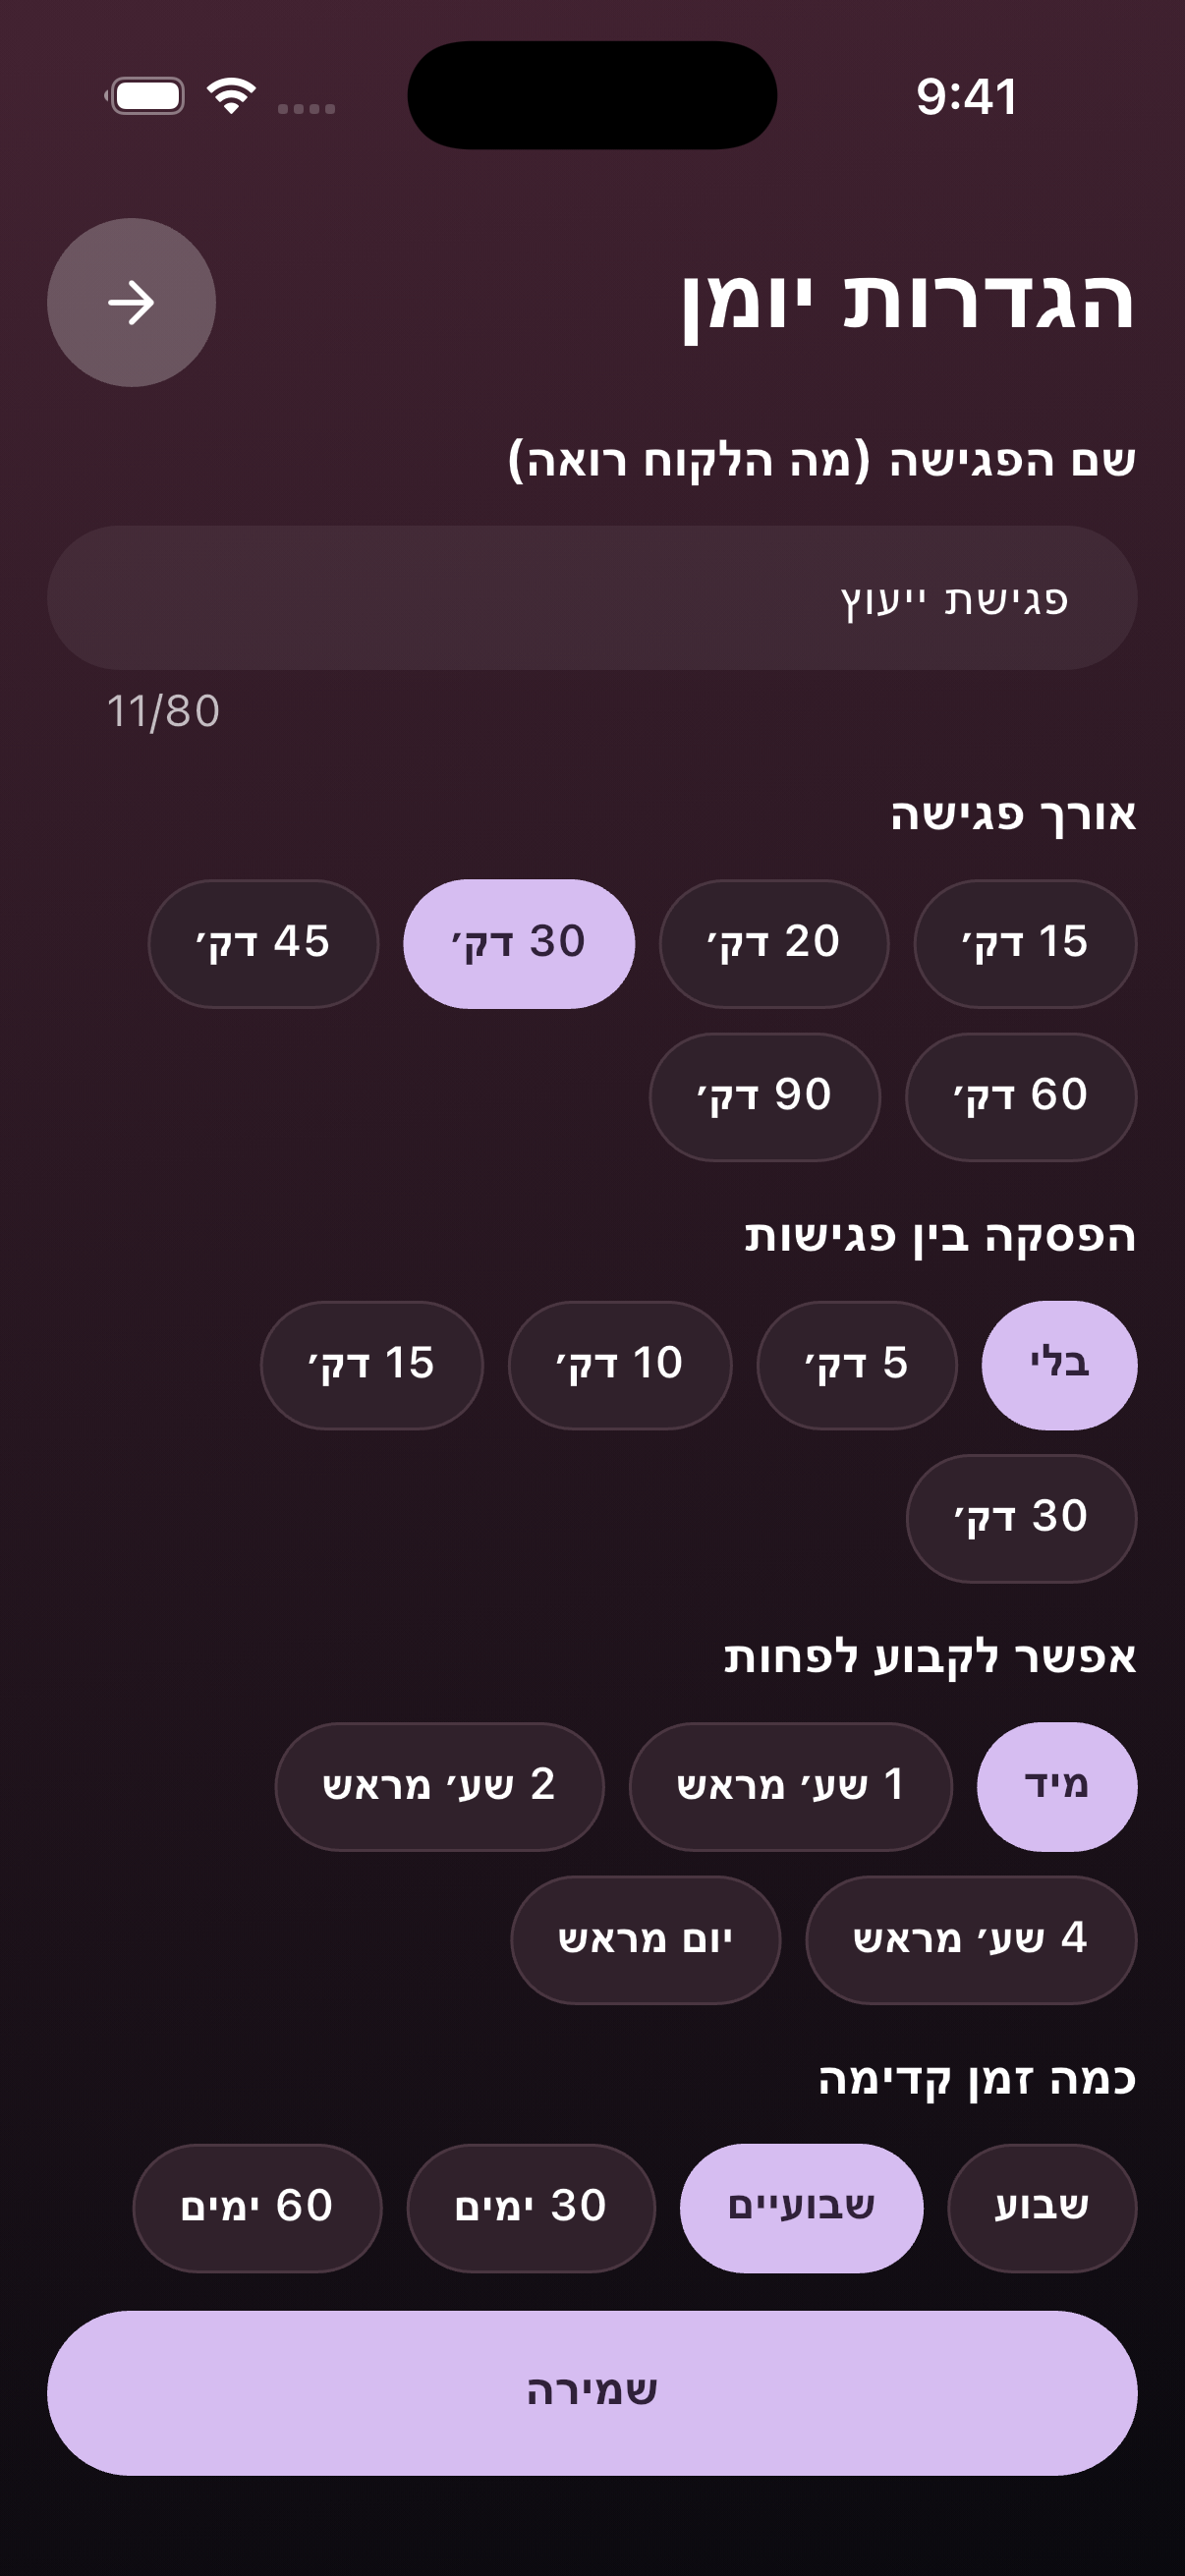 9:41
הגדרות יומן
שם הפגישה (מה הלקוח רואה)
פגישת ייעוץ
11/80
אורך פגישה
15 דק׳ 20 דק׳ 30 דק׳ 45 דק׳
60 דק׳ 90 דק׳
הפסקה בין פגישות
בלי 5 דק׳ 10 דק׳ 15 דק׳
30 דק׳
אפשר לקבוע לפחות
מיד 1 שע׳ מראש 2 שע׳ מראש
4 שע׳ מראש יום מראש
כמה זמן קדימה
שבוע שבועיים 30 ימים 60 ימים
שמירה